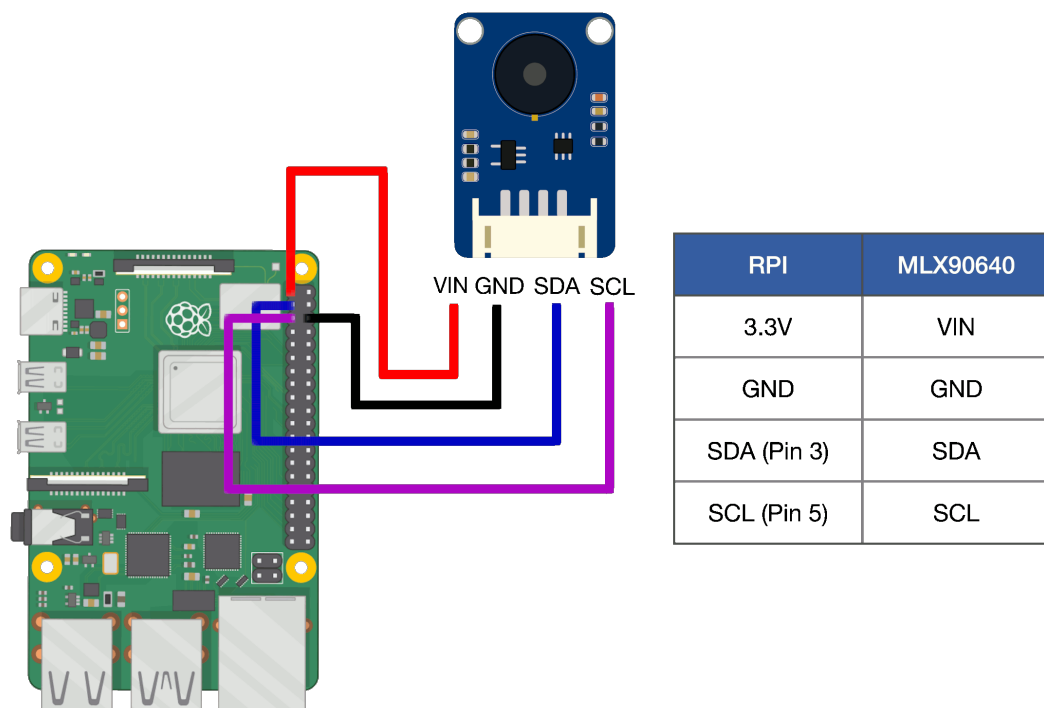 VIN GND SDA SCL
RPI MLX90640
3.3V VIN
GND GND
SDA (Pin 3) SDA
SCL (Pin 5) SCL